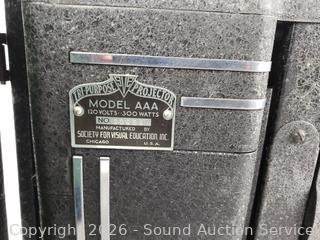 TRI-PURPOSE SVE PROJECTOR
MODEL AAA
120 VOLTS - 300 WATTS
NO.
MANUFACTURED BY
SOCIETY FOR VISUAL EDUCATION INC.
CHICAGO U.S.A.
Copyright ©2026 - Sound Auction Service